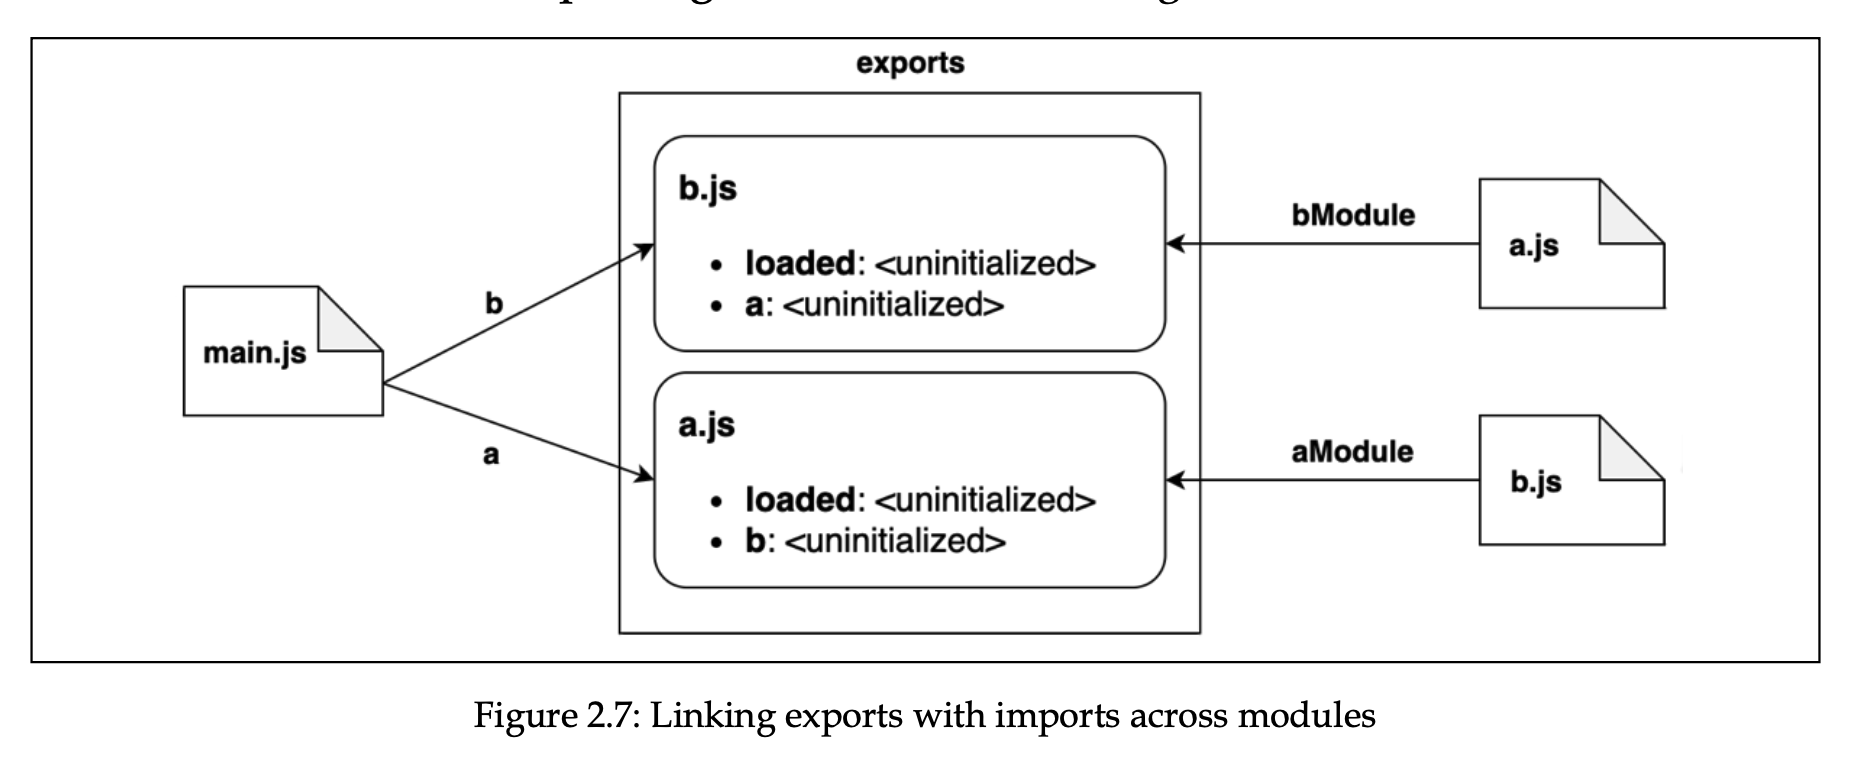 exports
b.js
• loaded: <uninitialized>
• a: <uninitialized>
a.js
• loaded: <uninitialized>
• b: <uninitialized>
main.js
b
a
bModule
a.js
aModule
b.js
Figure 2.7: Linking exports with imports across modules